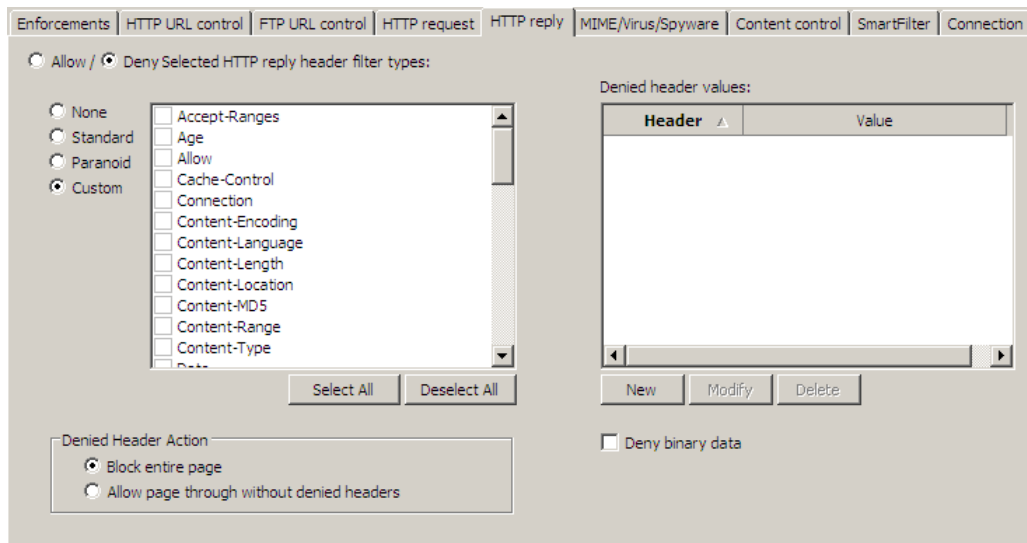 Enforcements HTTP URL control FTP URL control HTTP request HTTP reply MIME/Virus/Spyware Content control SmartFilter Connection
Allow / Deny Selected HTTP reply header filter types:
None
Standard
Paranoid
Custom
Accept-Ranges
Age
Allow
Cache-Control
Connection
Content-Encoding
Content-Language
Content-Length
Content-Location
Content-MD5
Content-Range
Content-Type
Select All Deselect All
Denied header values:
Header Value
New Modify Delete
Deny binary data
Denied Header Action
Block entire page
Allow page through without denied headers